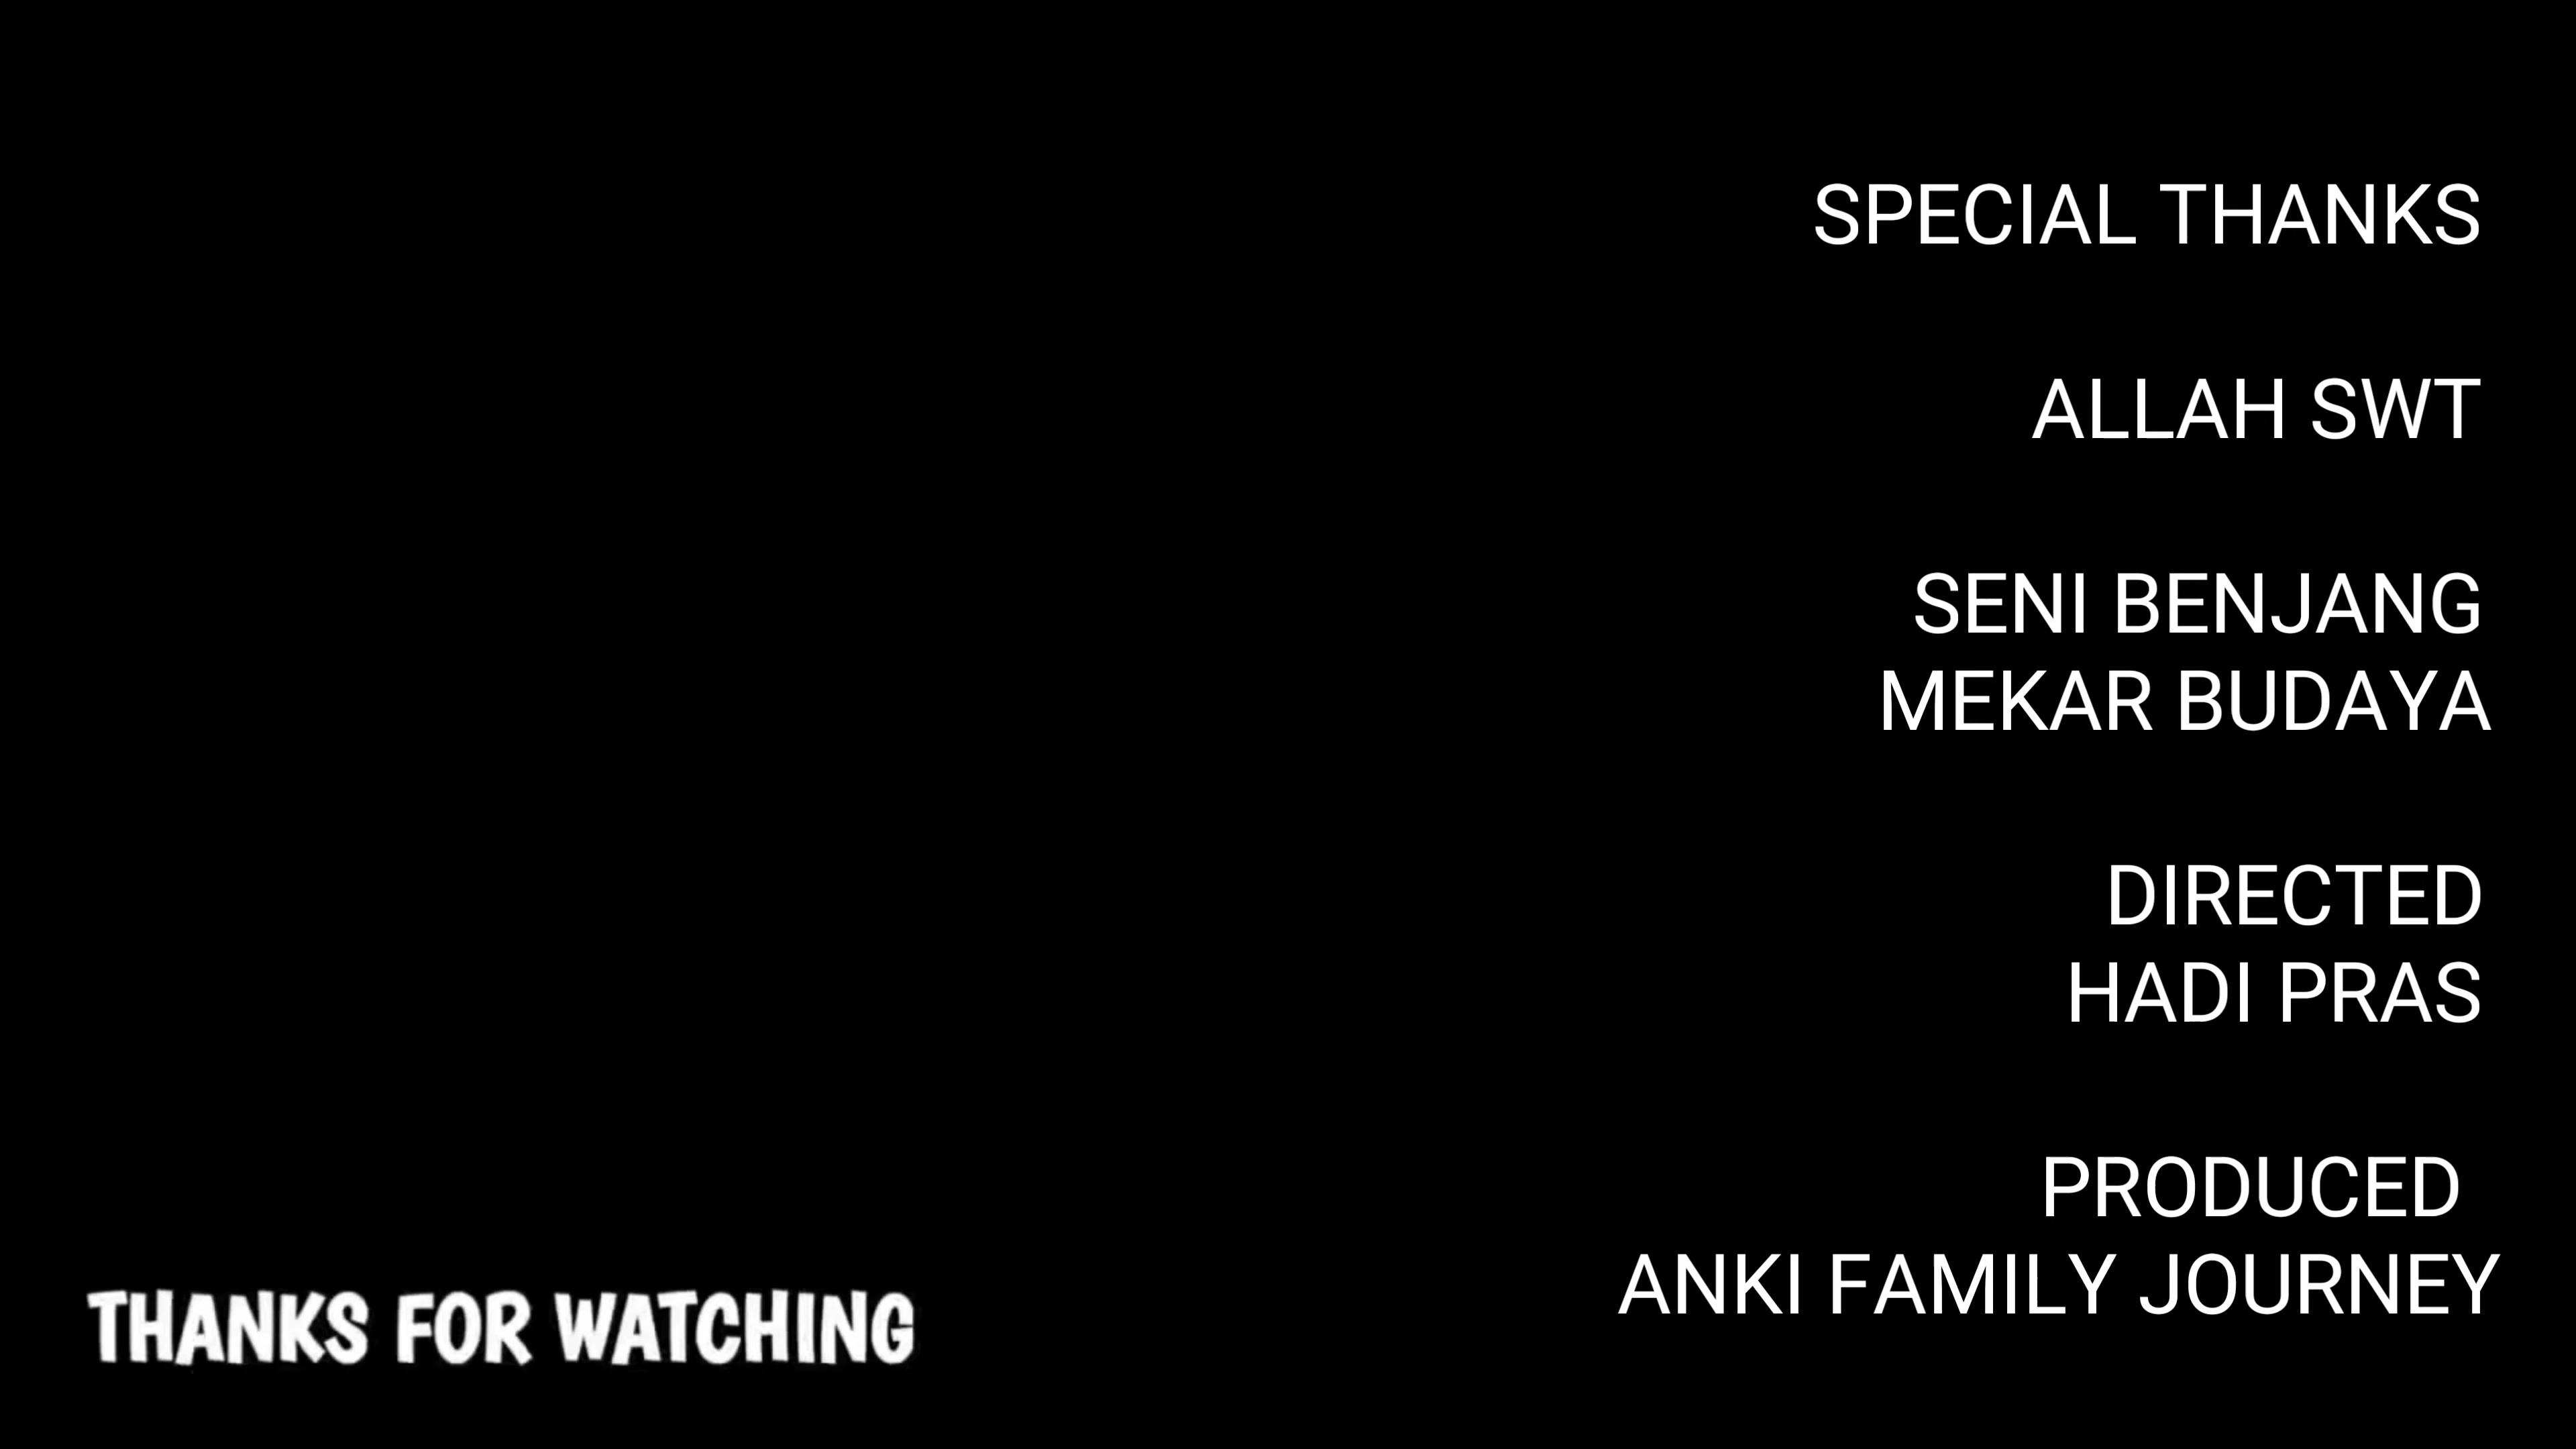 SPECIAL THANKS
ALLAH SWT
SENI BENJANG
MEKAR BUDAYA
DIRECTED
HADI PRAS
PRODUCED
ANKI FAMILY JOURNEY
THANKS FOR WATCHING